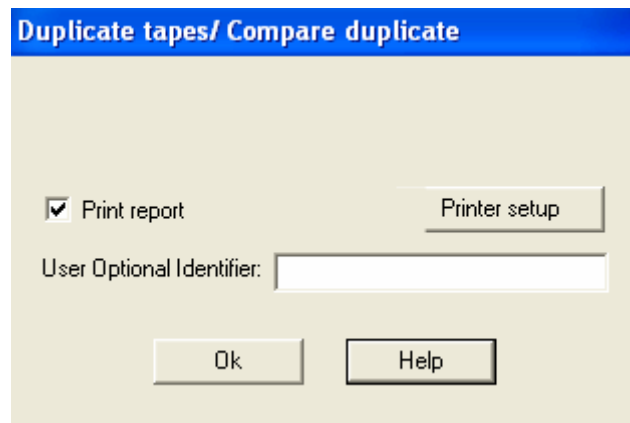 Duplicate tapes/ Compare duplicate
Print report Printer setup
User Optional Identifier:
Ok Help